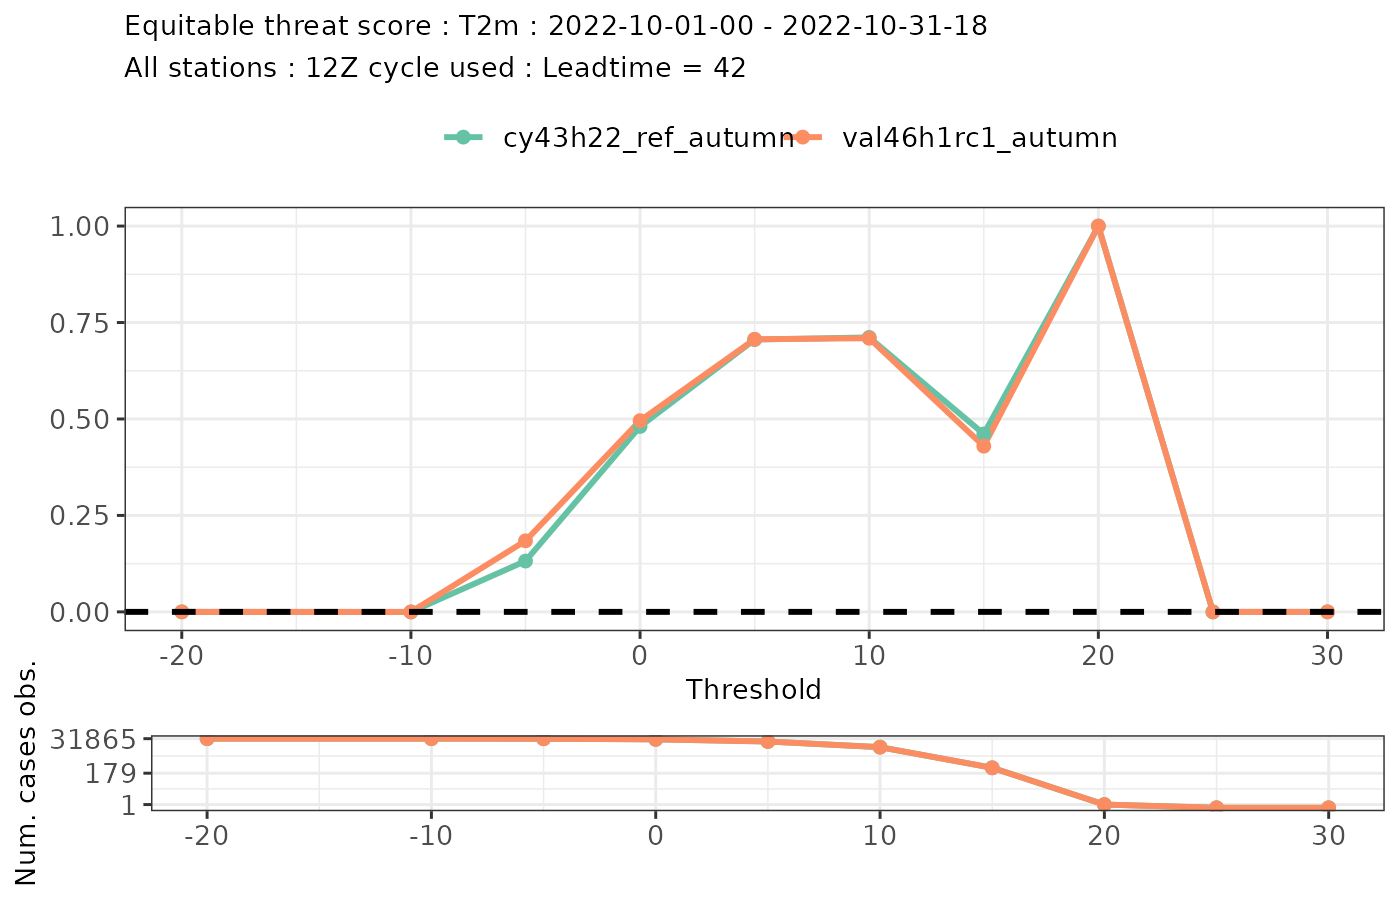 Equitable threat score : T2m : 2022-10-01-00 - 2022-10-31-18
All stations : 12Z cycle used : Leadtime = 42
cy43h22_ref_autumn val46h1rc1_autumn
1.00
0.75
0.50
0.25
0.00
-20 -10 0 10 20 30
Threshold
Num. cases obs.
31865
179
1
-20 -10 0 10 20 30